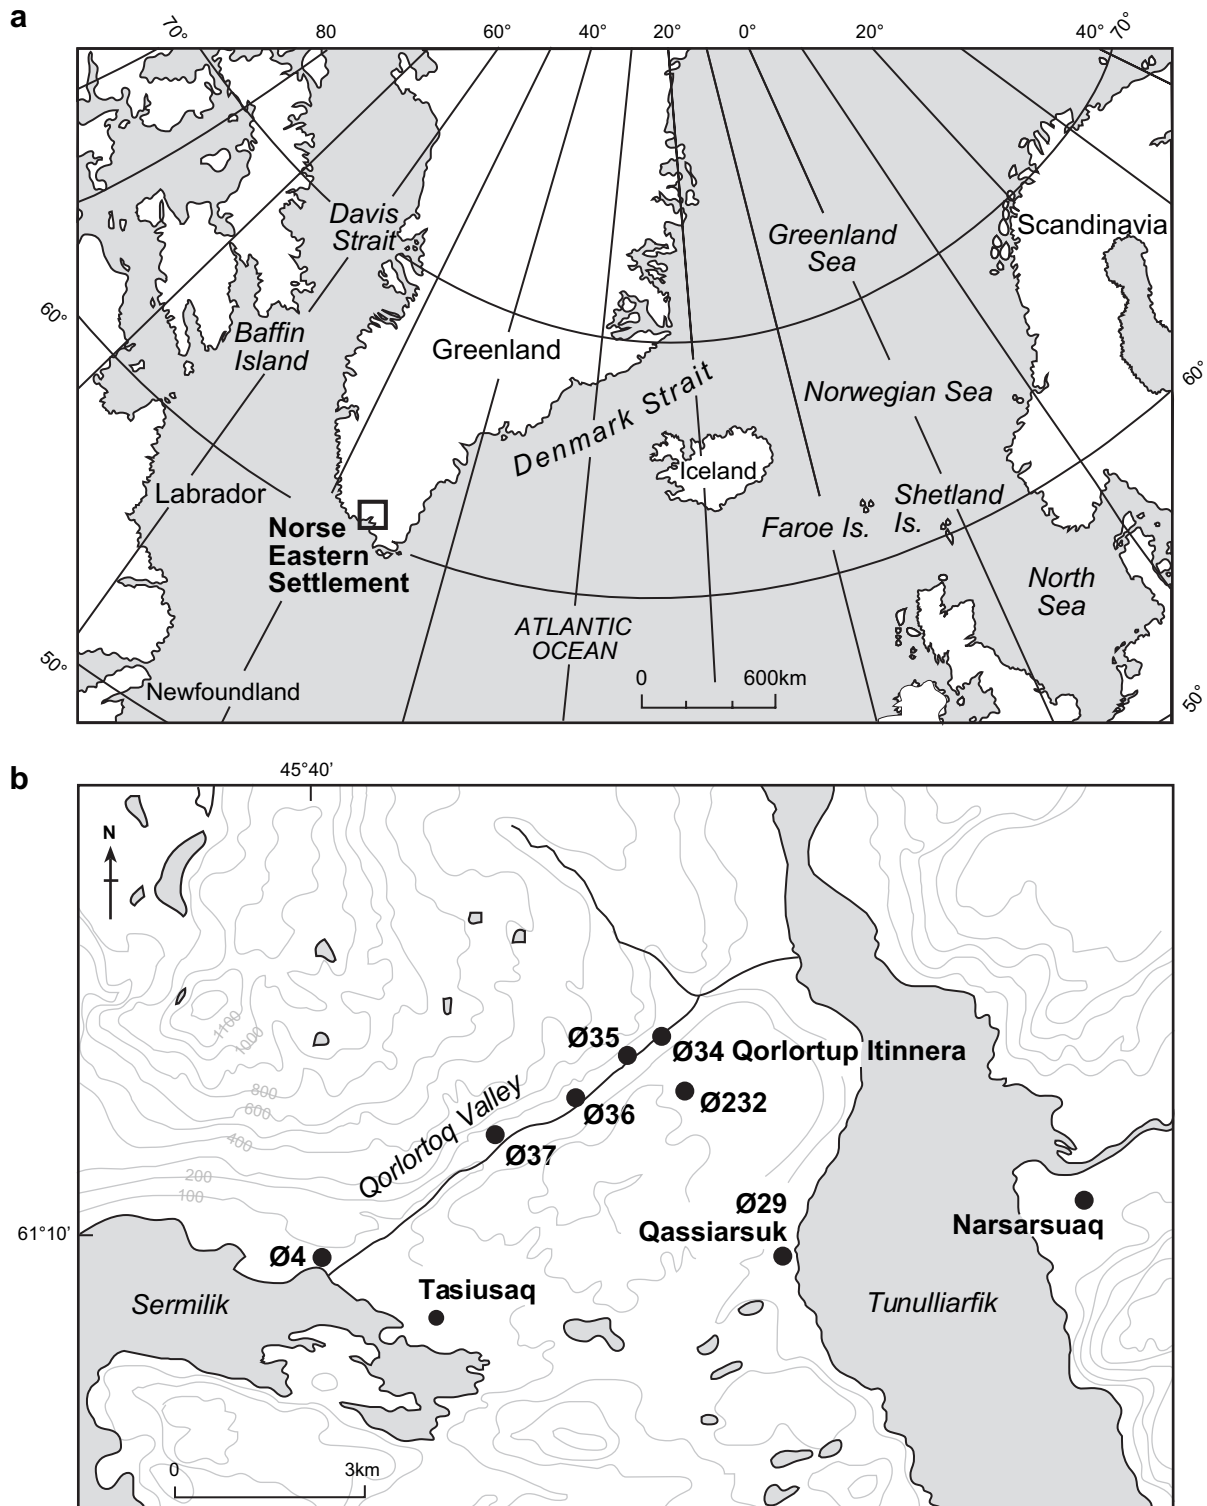 a
70°
80
60°
40°
20°
0°
20°
40°
70°
Davis
Strait
Greenland
Sea
Scandinavia
60°
Baffin
Island
Greenland
Denmark Strait
Norwegian Sea
60°
Iceland
Labrador
Shetland
Is.
Faroe Is.
Norse
Eastern
Settlement
North
Sea
ATLANTIC
OCEAN
50°
Newfoundland
0
600km
50°
b
45°40'
N
1100
1000
800
600
400
200
100
Qorlortoq Valley
Ø35
Ø34 Qorlortup Itinnera
Ø232
Ø36
Ø37
Ø29
Qassiarsuk
Narsarsuaq
61°10'
Ø4
Tasiusaq
Sermilik
Tunulliarfik
0
3km